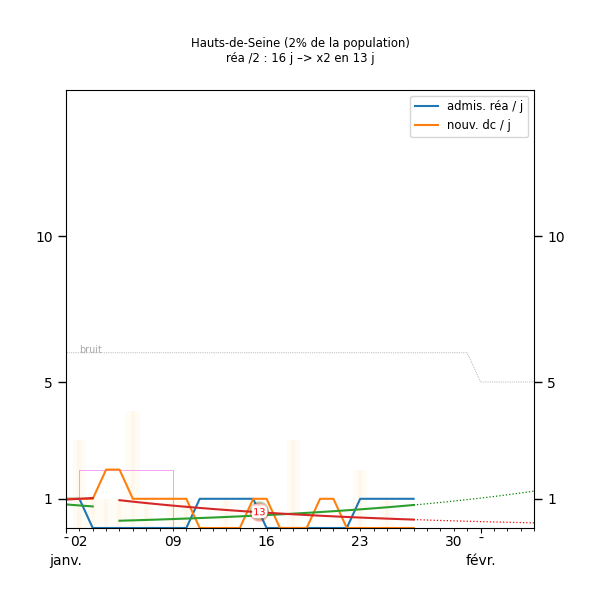 Hauts-de-Seine (2% de la population)
réa /2 : 16 j –> x2 en 13 j
admis. réa / j
nouv. dc / j
10
10
bruit
5
5
1
1
13
02
09
16
23
30
janv.
févr.